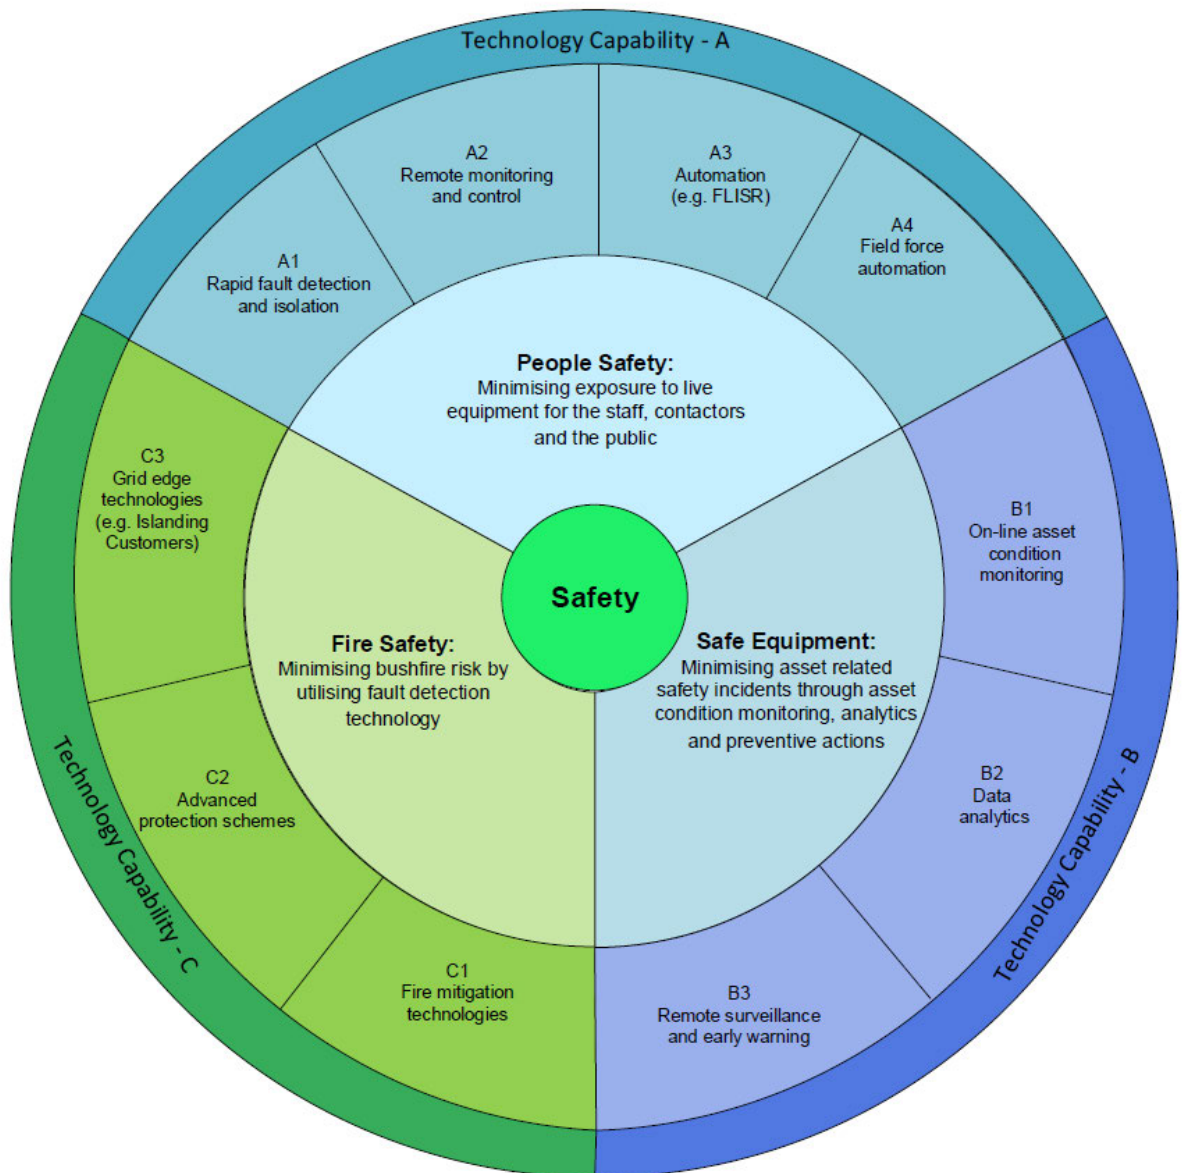 Technology Capability - A
A2
Remote monitoring
and control
A3
Automation
(e.g. FLISR)
A1
Rapid fault detection
and isolation
A4
Field force
automation
People Safety:
Minimising exposure to live
equipment for the staff, contactors
and the public
C3
Grid edge
technologies
(e.g. Islanding
Customers)
B1
On-line asset
condition
monitoring
Safety
Fire Safety:
Minimising bushfire risk by
utilising fault detection
technology
Safe Equipment:
Minimising asset related
safety incidents through asset
condition monitoring, analytics
and preventive actions
C2
Advanced
protection schemes
B2
Data
analytics
Technology Capability - C
Technology Capability - B
C1
Fire mitigation
technologies
B3
Remote surveillance
and early warning